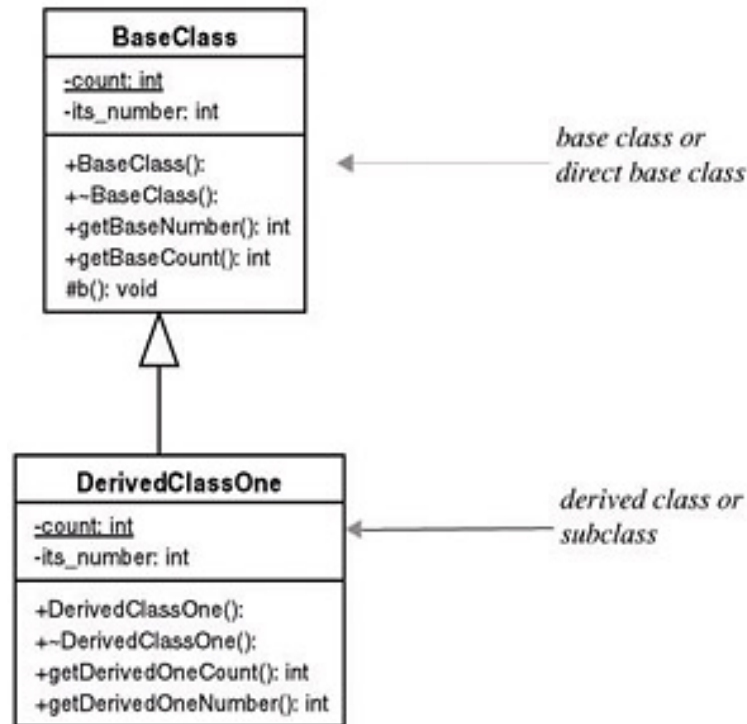 BaseClass
-count: int
-its_number: int
+BaseClass():
+~BaseClass():
+getBaseNumber(): int
+getBaseCount(): int
#b(): void
base class or
direct base class
DerivedClassOne
-count: int
-its_number: int
+DerivedClassOne():
+~DerivedClassOne():
+getDerivedOneCount(): int
+getDerivedOneNumber(): int
derived class or
subclass